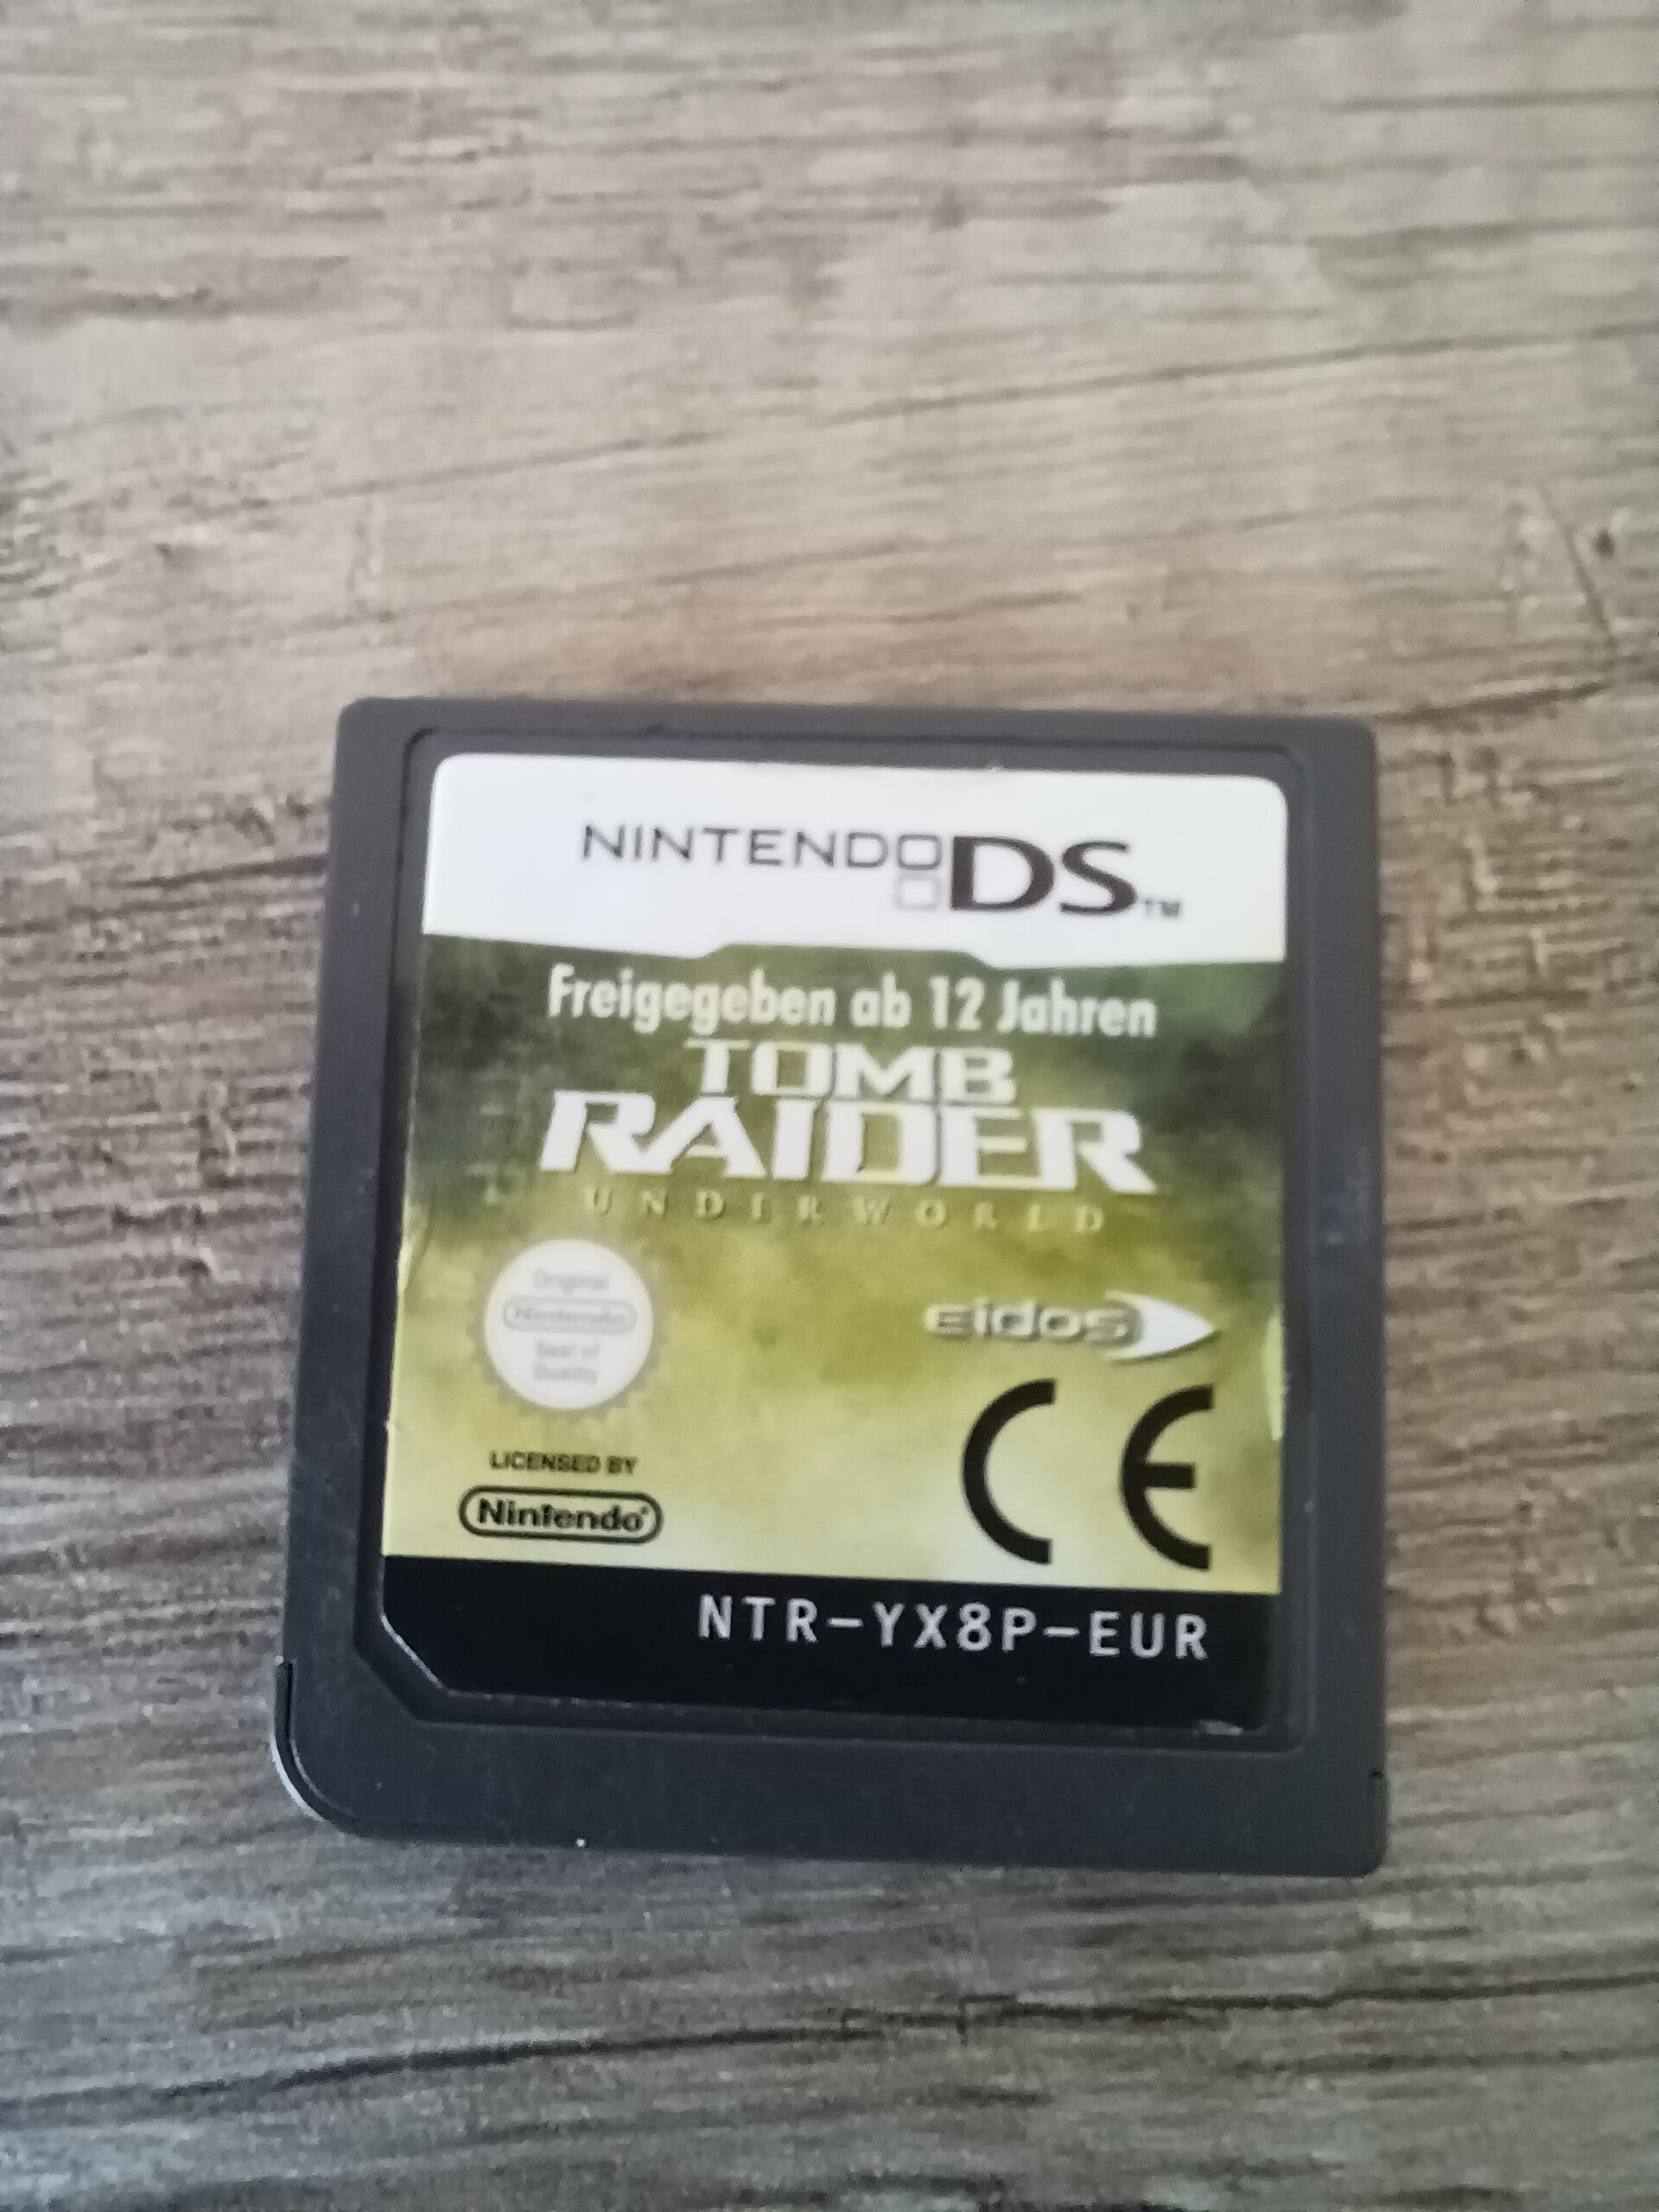 NINTENDO DS™
Freigegeben ab 12 Jahren
TOMB
RAIDER
UNDERWORLD
Original
Nintendo
Seal of
Quality
eidos
LICENSED BY
Nintendo®
CE
NTR-YX8P-EUR